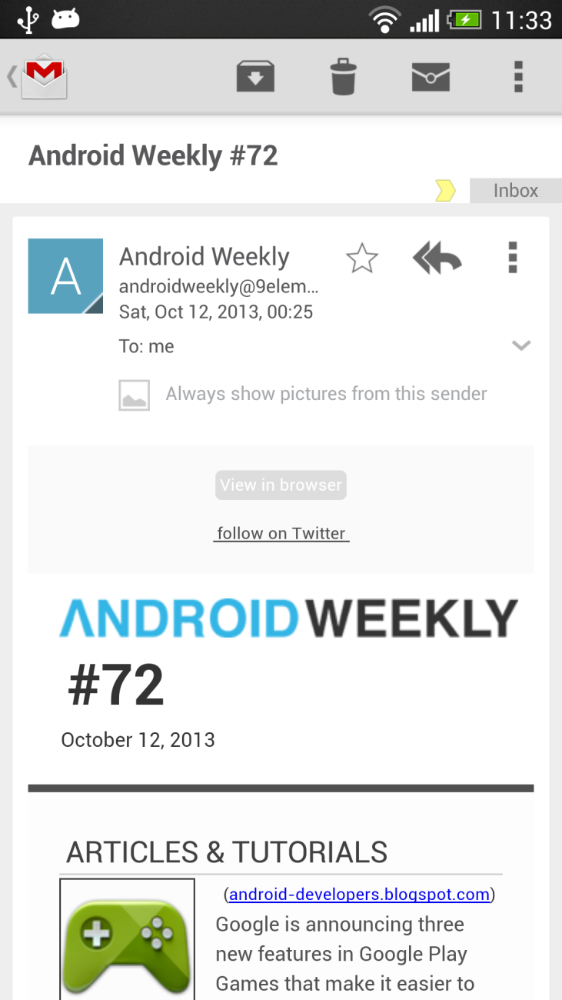 11:33
Android Weekly #72
Inbox
A
Android Weekly
androidweekly@9elem...
Sat, Oct 12, 2013, 00:25
To: me
Always show pictures from this sender
View in browser
follow on Twitter
ANDROID WEEKLY
#72
October 12, 2013
ARTICLES & TUTORIALS
(android-developers.blogspot.com)
Google is announcing three
new features in Google Play
Games that make it easier to